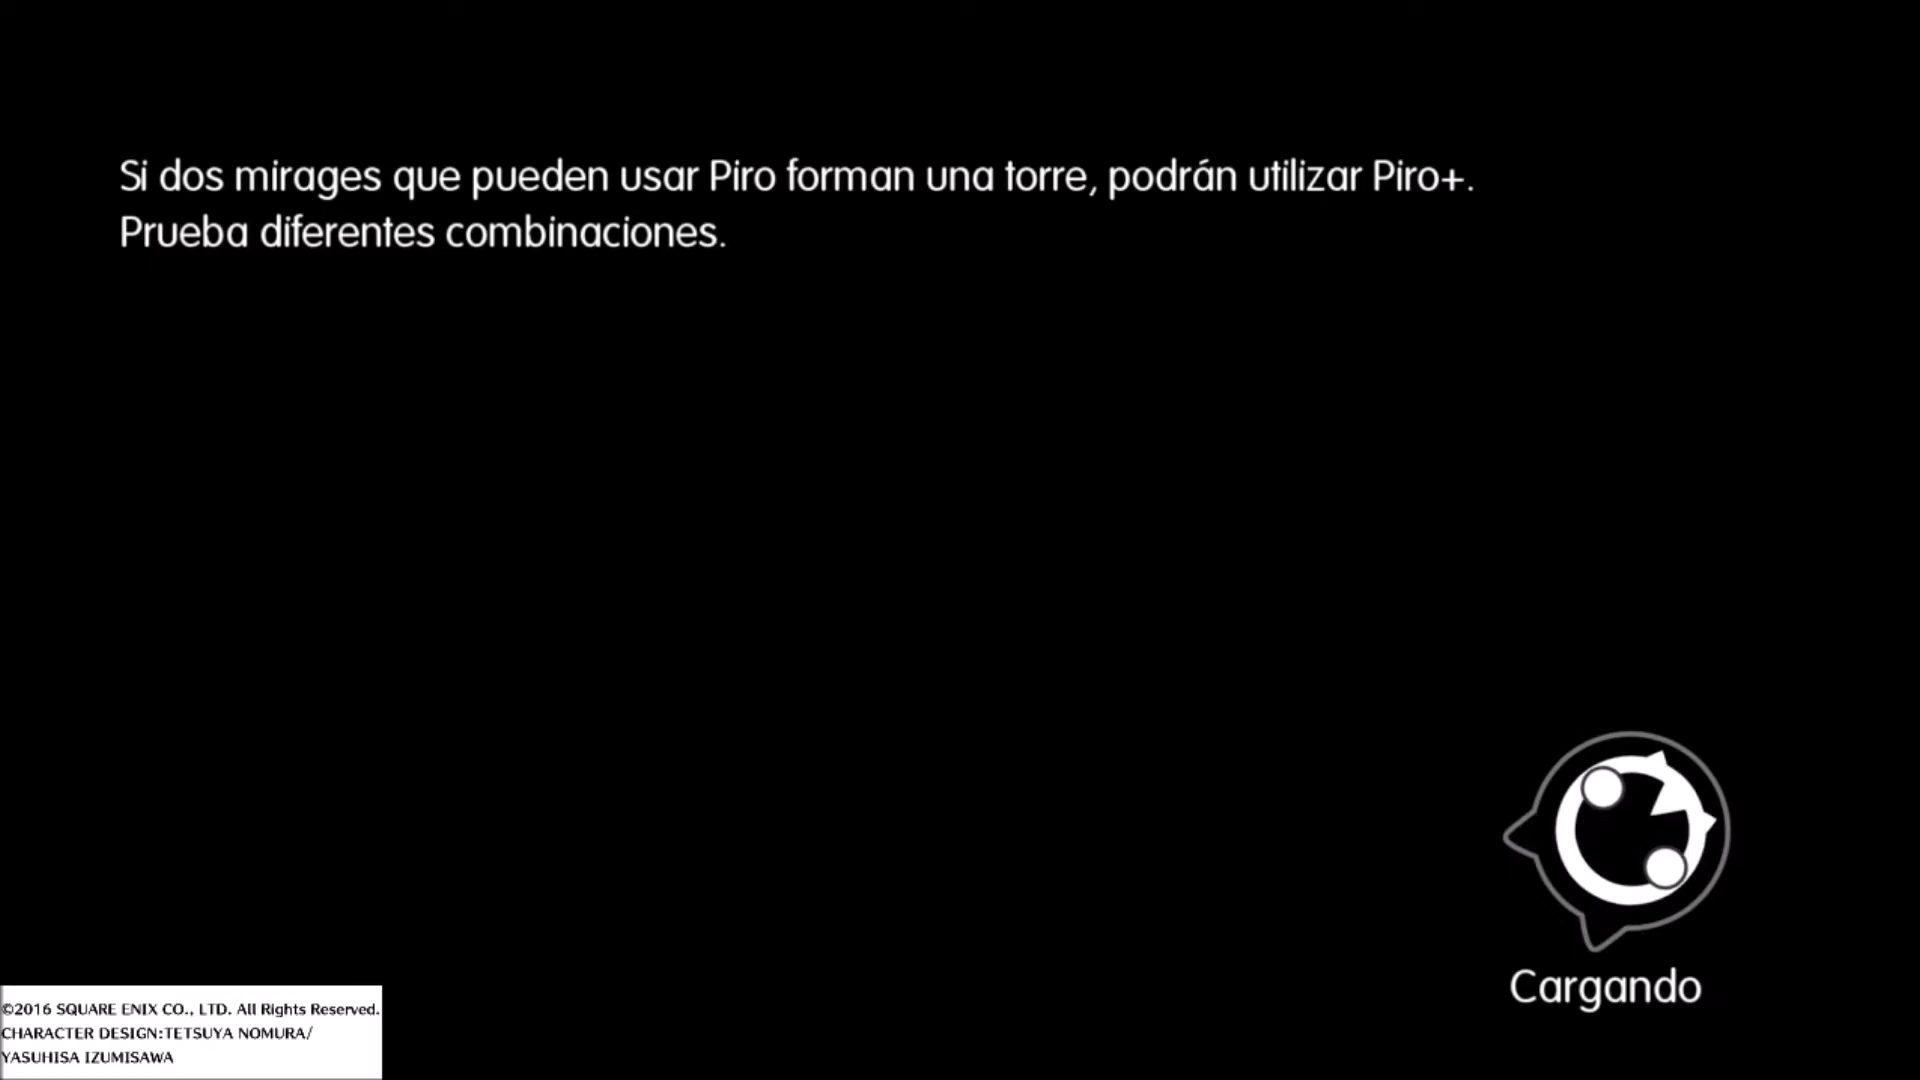 Si dos mirages que pueden usar Piro forman una torre, podrán utilizar Piro+.
Prueba diferentes combinaciones.
Cargando
©2016 SQUARE ENIX CO., LTD. All Rights Reserved.
CHARACTER DESIGN:TETSUYA NOMURA/
YASUHISA IZUMISAWA